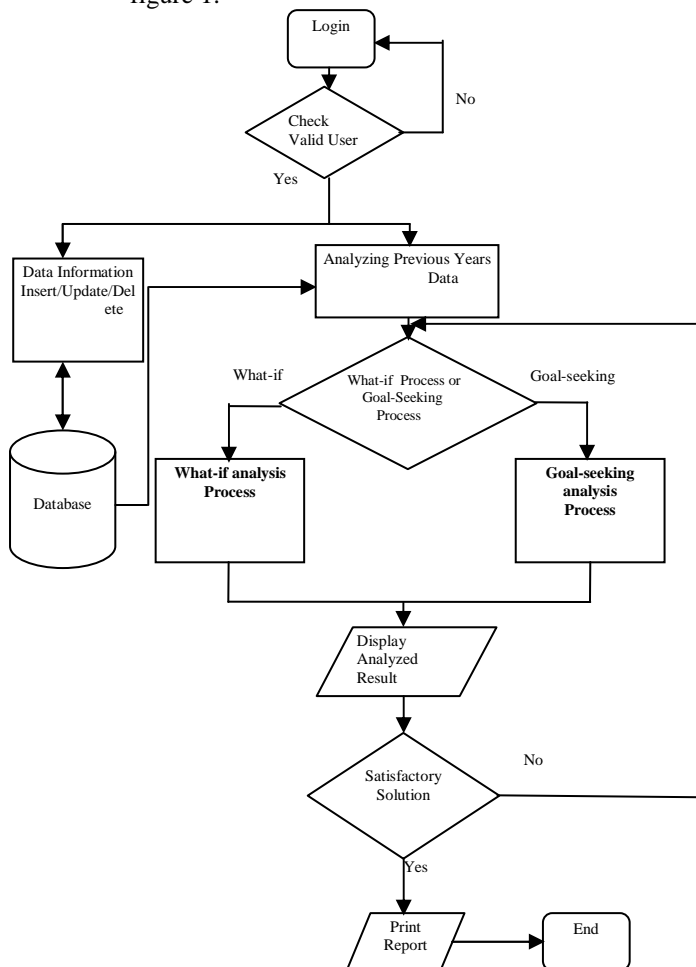 figure 1.
Login
No
Check
Valid User
Yes
Data Information
Insert/Update/Del
ete
Analyzing Previous Years
Data
What-if
What-if Process or
Goal-Seeking
Process
Goal-seeking
Database
What-if analysis
Process
Goal-seeking
analysis
Process
Display
Analyzed
Result
Satisfactory
Solution
No
Yes
Print
Report
End